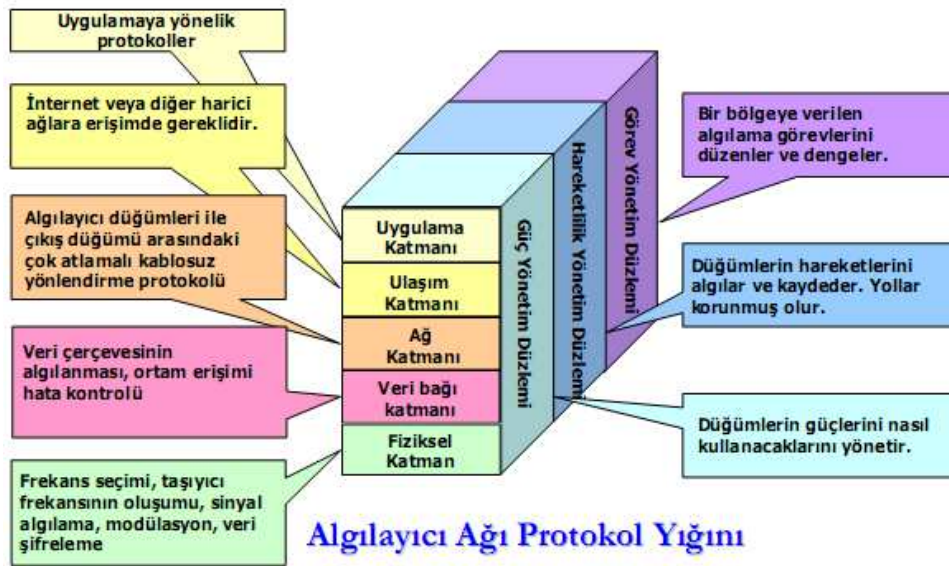 Uygulamaya yönelik
protokoller
İnternet veya diğer harici
ağlara erişimde gereklidir.
Algılayıcı düğümleri ile
çıkış düğümü arasındaki
çok atlamalı kablosuz
yönlendirme protokolü
Veri çerçevesinin
algılanması, ortam erişimi
hata kontrolü
Frekans seçimi, taşıyıcı
frekansının oluşumu, sinyal
algılama, modülasyon, veri
şifreleme
Uygulama
Katmanı
Ulaşım
Katmanı
Ağ
Katmanı
Veri bağı
katmanı
Fiziksel
Katman
Güç Yönetim Düzlemi
Hareketlilik Yönetim Düzlemi
Görev Yönetim Düzlemi
Bir bölgeye verilen
algılama görevlerini
düzenler ve dengeler.
Düğümlerin hareketlerini
algılar ve kaydeder. Yollar
korunmuş olur.
Düğümlerin güçlerini nasıl
kullanacaklarını yönetir.
Algılayıcı Ağı Protokol Yığını